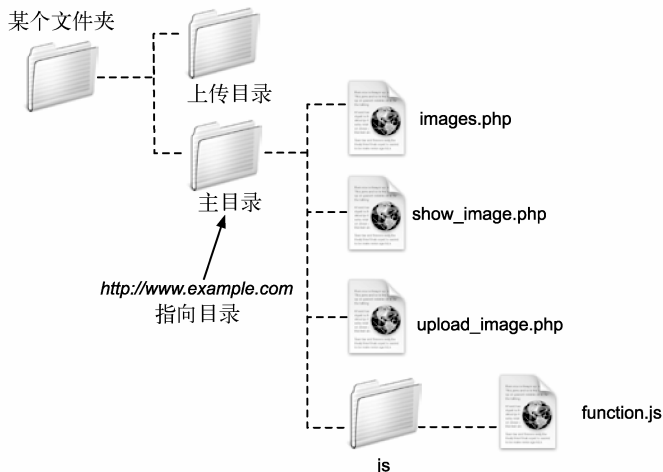 某个文件夹
上传目录
主目录
http://www.example.com
指向目录
images.php
show_image.php
upload_image.php
js
function.js